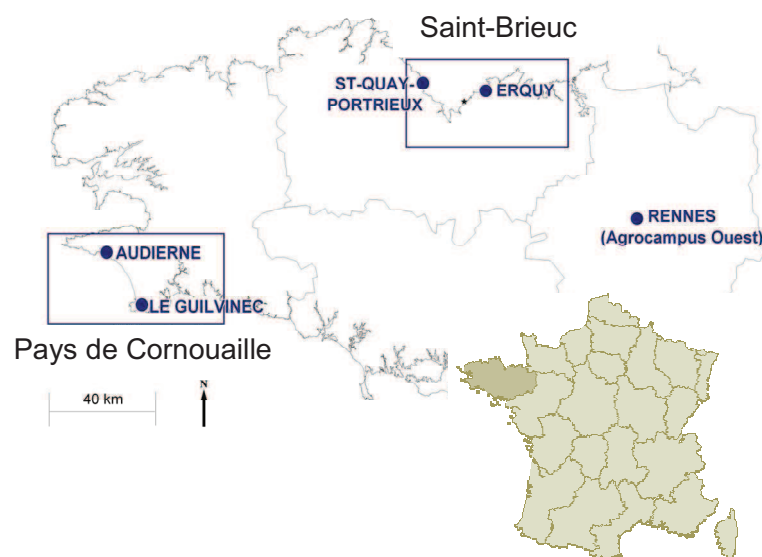 Saint-Brieuc
ST-QUAY-
PORTRIEUX
ERQUY
RENNES
(Agrocampus Ouest)
AUDIERNE
LE GUILVINEC
Pays de Cornouaille
40 km
N